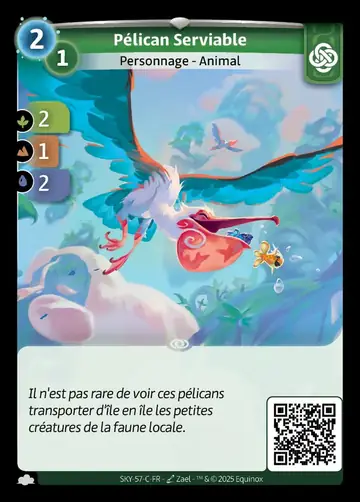 2
1
Pélican Serviable
Personnage - Animal
2
1
2
Il n'est pas rare de voir ces pélicans
transporter d'île en île les petites
créatures de la faune locale.
SKY-57-C-FR - Zael - ™ & © 2025 Equinox